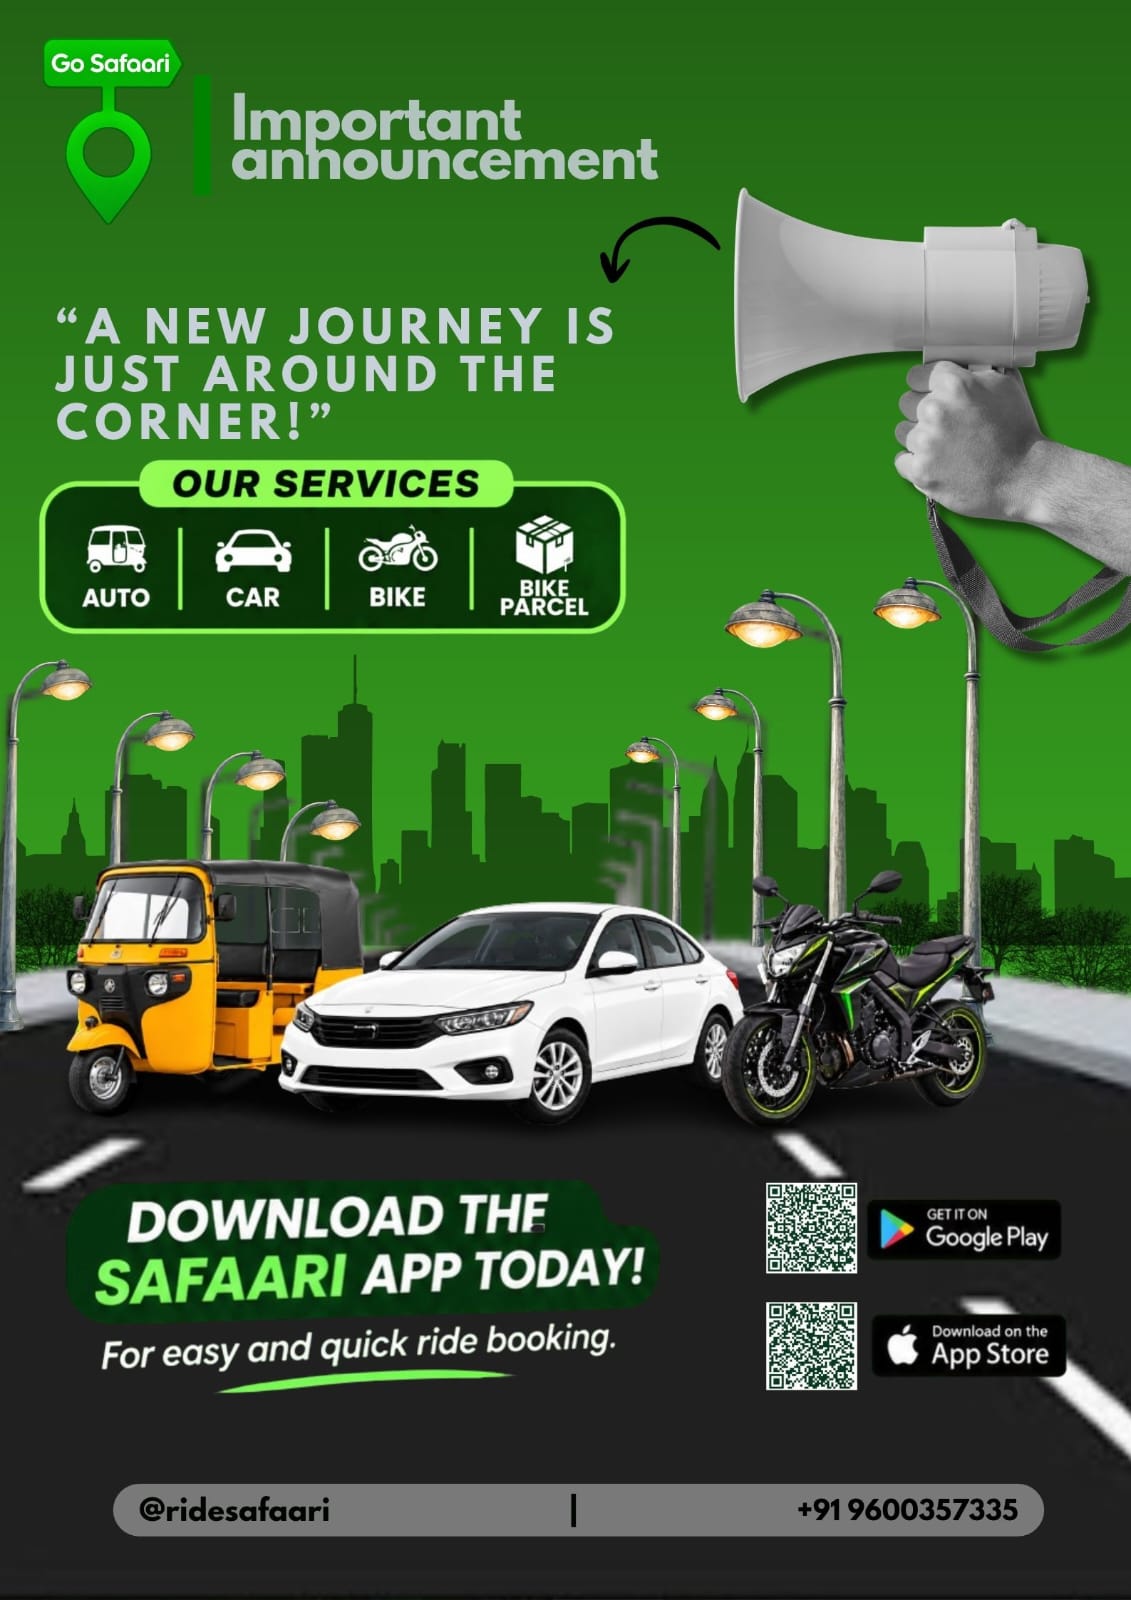 Go Safaari
Important
announcement
“A NEW JOURNEY IS
JUST AROUND THE
CORNER!”
OUR SERVICES
AUTO
CAR
BIKE
BIKE
PARCEL
DOWNLOAD THE
SAFAARI APP TODAY!
For easy and quick ride booking.
GET IT ON
Google Play
Download on the
App Store
@ridesafaari | +91 9600357335